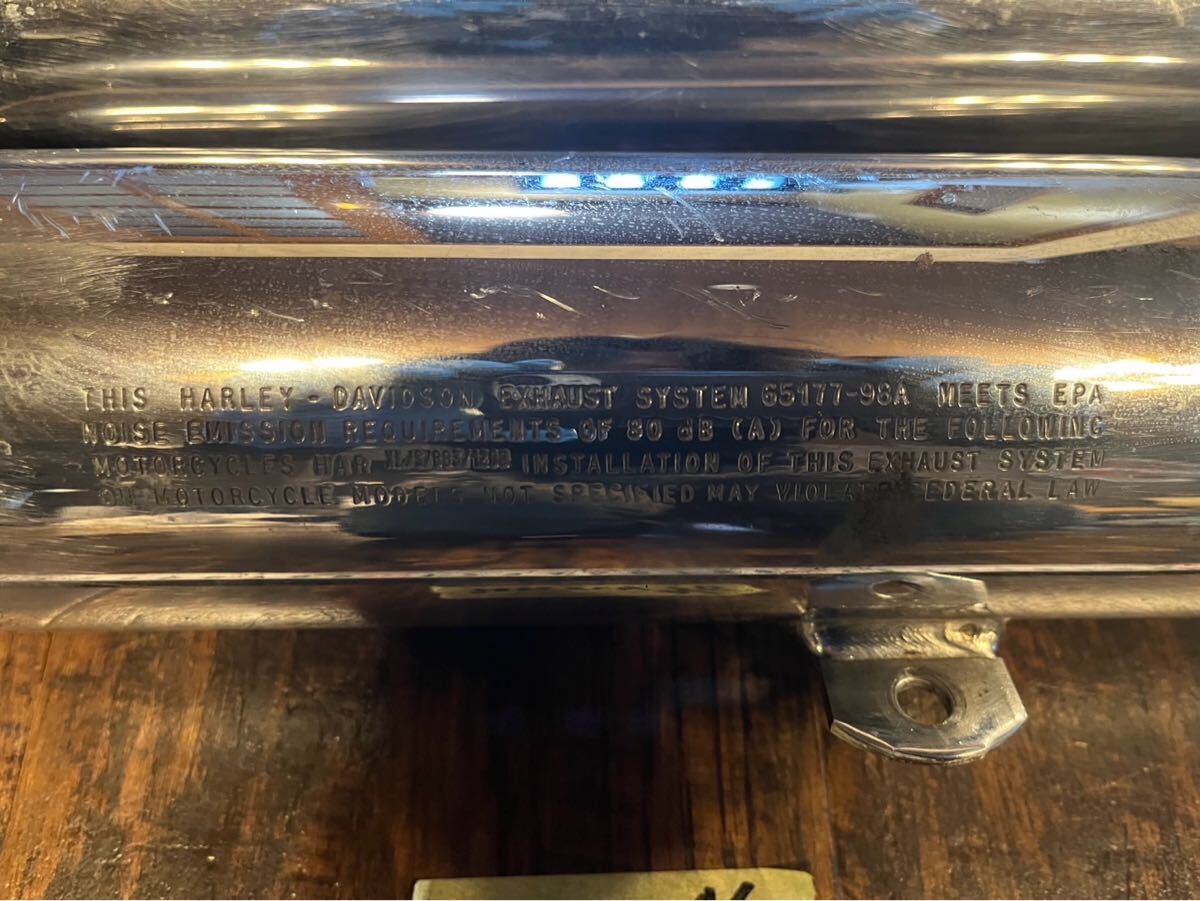 THIS HARLEY-DAVIDSON EXHAUST SYSTEM 65177-98A MEETS EPA
NOISE EMISSION REQUIREMENTS OF 80 dB (A) FOR THE FOLLOWING
MOTORCYCLES HAR INSTALLATION OF THIS EXHAUST SYSTEM
ON MOTORCYCLE MODELS NOT SPECIFIED MAY VIOLATE FEDERAL LAW